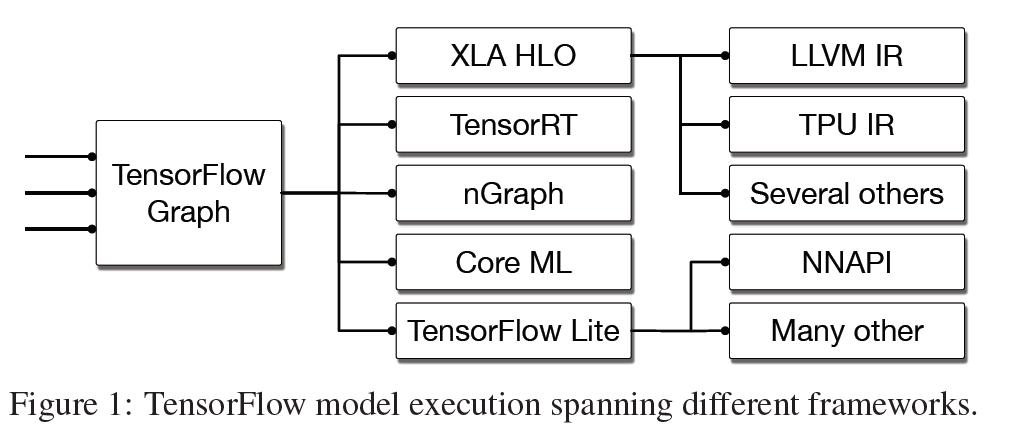 TensorFlow
Graph
XLA HLO
TensorRT
nGraph
Core ML
TensorFlow Lite
LLVM IR
TPU IR
Several others
NNAPI
Many other
Figure 1: TensorFlow model execution spanning different frameworks.